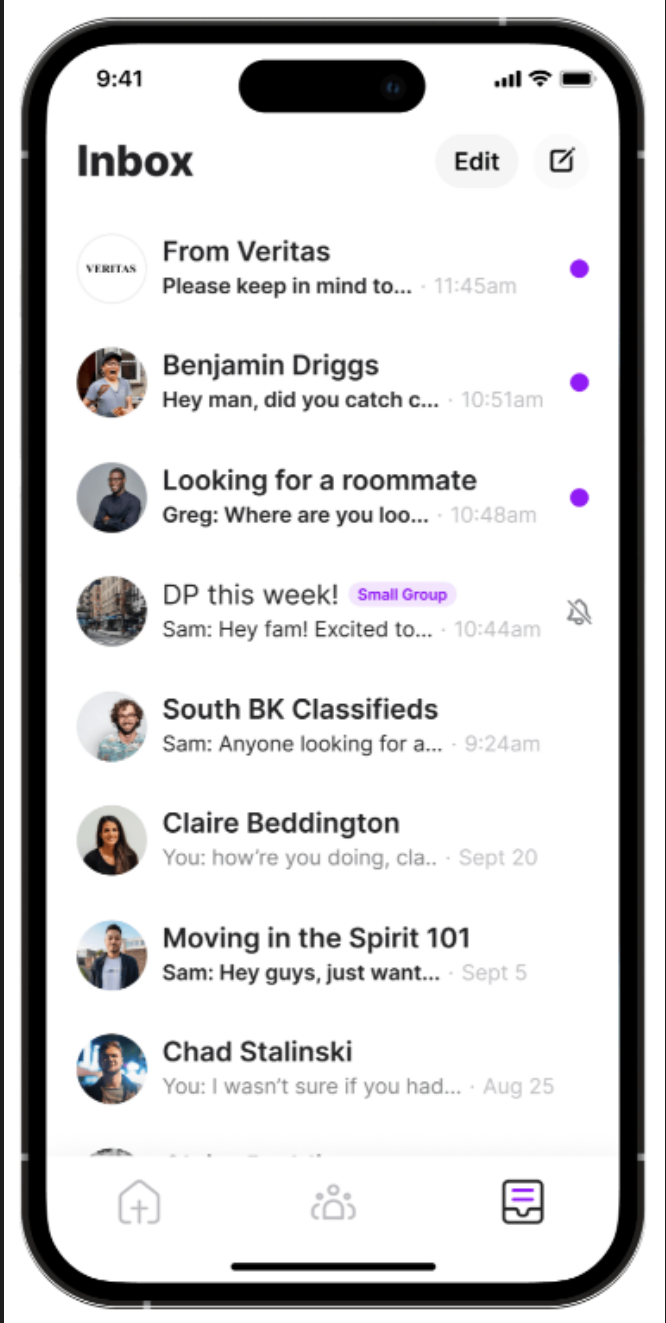 9:41
Inbox
Edit
VERITAS
From Veritas
Please keep in mind to... · 11:45am
Benjamin Driggs
Hey man, did you catch c... · 10:51am
Looking for a roommate
Greg: Where are you loo... · 10:48am
DP this week! Small Group
Sam: Hey fam! Excited to... · 10:44am
South BK Classifieds
Sam: Anyone looking for a... · 9:24am
Claire Beddington
You: how’re you doing, cla.. · Sept 20
Moving in the Spirit 101
Sam: Hey guys, just want... · Sept 5
Chad Stalinski
You: I wasn’t sure if you had... · Aug 25